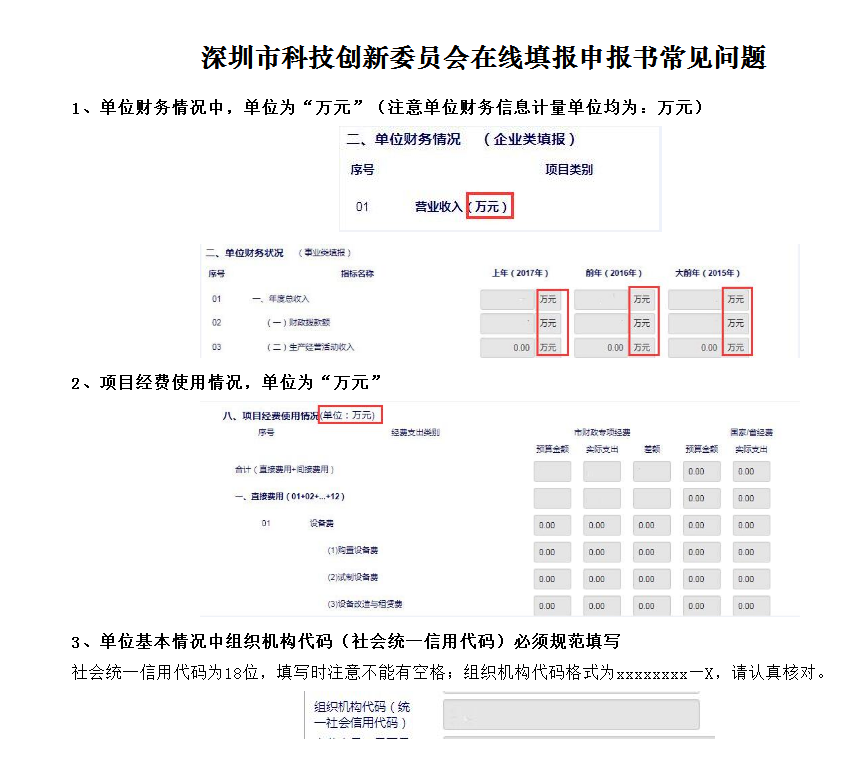 深圳市科技创新委员会在线填报申报书常见问题
1、单位财务情况中，单位为“万元”（注意单位财务信息计量单位均为：万元）
二、单位财务情况 （企业类填报）
序号 项目类别
01 营业收入（万元）
二、单位财务状况 （事业类填报）
序号 指标名称 上年（2017年） 前年（2016年） 大前年（2015年）
01 一、年度总收入 万元 万元 万元
02 （一）财政拨款额 万元 万元 万元
03 （二）生产经营活动收入 0.00 万元 0.00 万元 0.00 万元
2、项目经费使用情况，单位为“万元”
八、项目经费使用情况(单位：万元)
序号 经费支出类别 市财政专项经费 国家/省经费
预算金额 实际支出 差额 预算金额 实际支出
合计（直接费用+间接费用） 0.00 0.00
一、直接费用（01+02+...+12） 0.00 0.00
01 设备费 0.00 0.00 0.00 0.00 0.00
(1)购置设备费 0.00 0.00 0.00 0.00 0.00
(2)试制设备费 0.00 0.00 0.00 0.00 0.00
(3)设备改造与租赁费 0.00 0.00 0.00 0.00 0.00
3、单位基本情况中组织机构代码（社会统一信用代码）必须规范填写
社会统一信用代码为18位，填写时注意不能有空格；组织机构代码格式为xxxxxxxx—X，请认真核对。
组织机构代码（统
一社会信用代码）